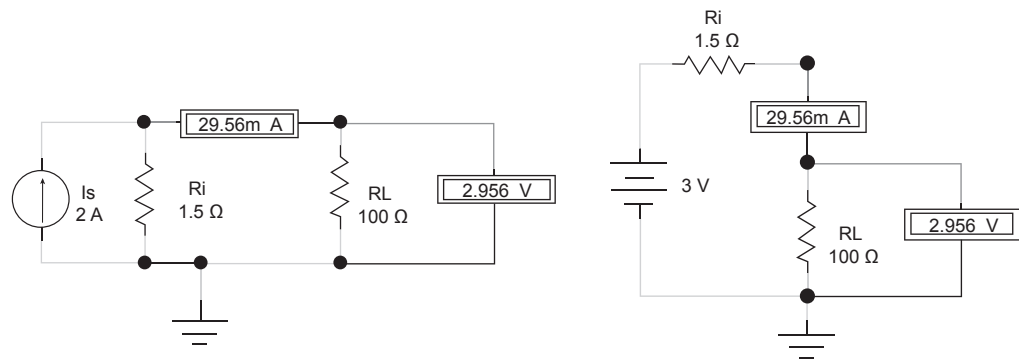 Is
2 A
Ri
1.5 Ω
29.56m A
RL
100 Ω
2.956 V
Ri
1.5 Ω
29.56m A
3 V
RL
100 Ω
2.956 V